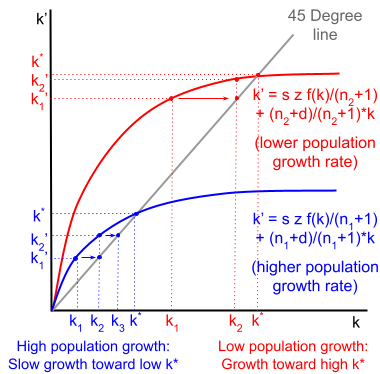 k’
45 Degree
line
k*
k₂’
k₁’
k’ = s z f(k)/(n₂+1)
+ (n₂+d)/(n₂+1)*k
(lower population
growth rate)
k*
k₂’
k₁’
k’ = s z f(k)/(n₁+1)
+ (n₁+d)/(n₁+1)*k
(higher population
growth rate)
k₁ k₂ k₃ k* k₁ k₂ k* k
High population growth:
Slow growth toward low k*
Low population growth:
Growth toward high k*